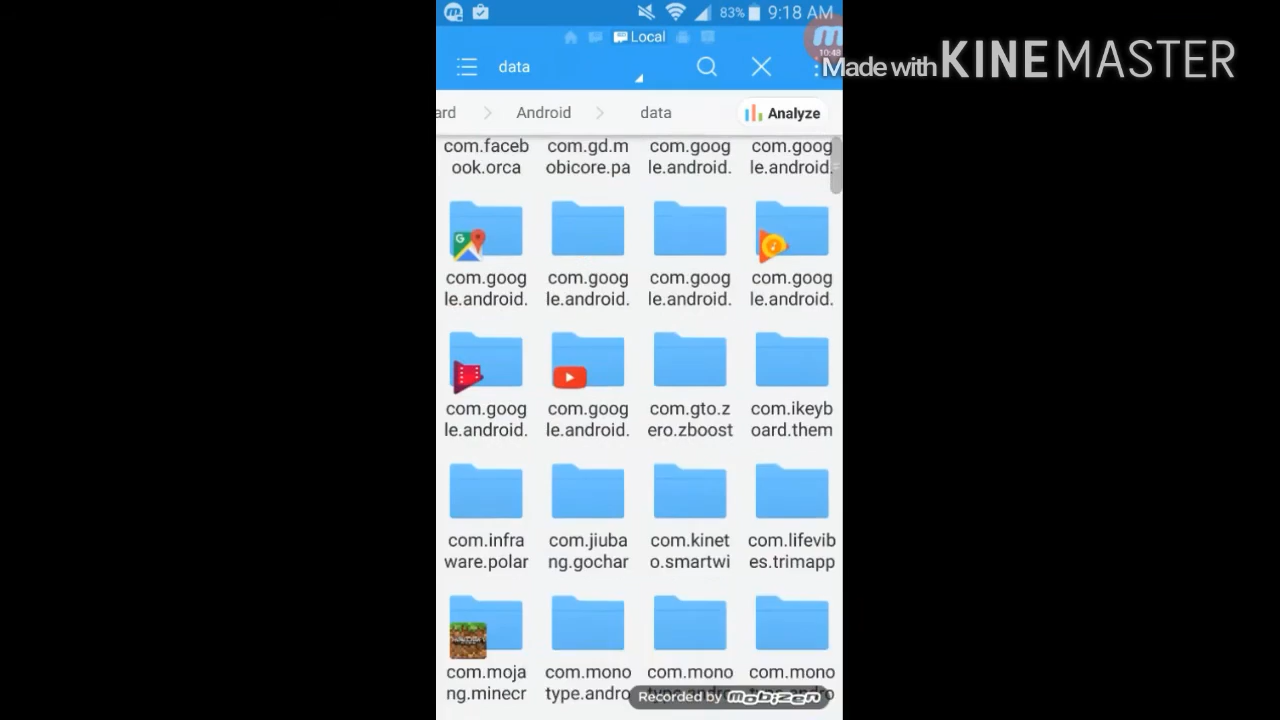 83% 9:18 AM
Local
10:48
data
Made with KINEMASTER
ard Android data Analyze
com.faceb com.gd.m com.goog com.goog
ook.orca obicore.pa le.android. le.android.
com.goog com.goog com.goog com.goog
le.android. le.android. le.android. le.android.
com.goog com.goog com.gto.z com.ikeyb
le.android. le.android. ero.zboost oard.them
com.infra com.jiuba com.kinet com.lifevib
ware.polar ng.gochar o.smartwi es.trimapp
com.moja com.mono com.mono com.mono
ng.minecr type.andro
Recorded by mobizen